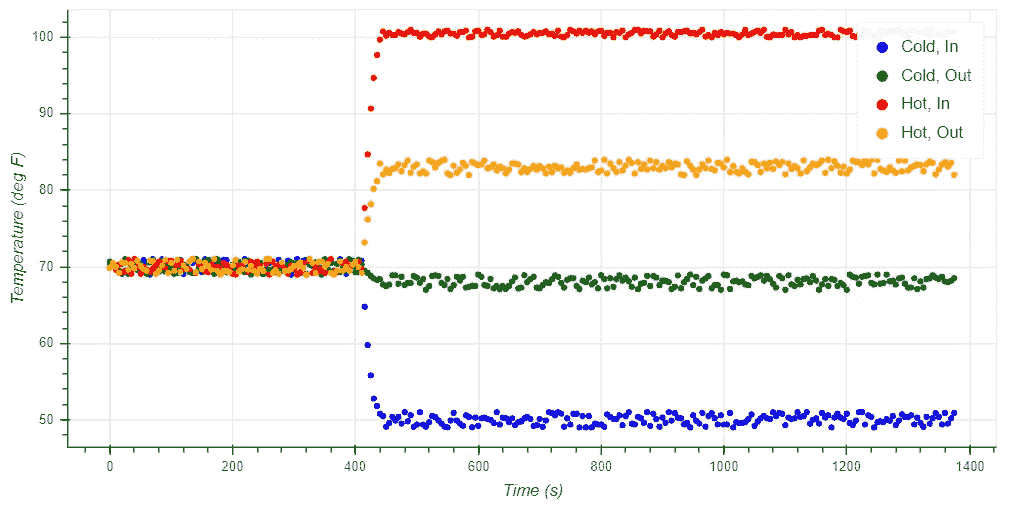 100
90
80
70
60
50
Temperature (deg F)
0 200 400 600 800 1000 1200 1400
Time (s)
Cold, In
Cold, Out
Hot, In
Hot, Out